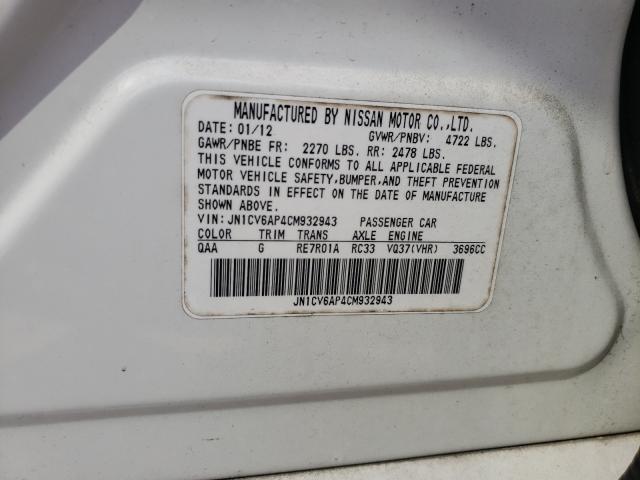 MANUFACTURED BY NISSAN MOTOR CO.,LTD.
DATE: 01/12 GVWR/PNBV: 4722 LBS.
GAWR/PNBE FR: 2270 LBS. RR: 2478 LBS.
THIS VEHICLE CONFORMS TO ALL APPLICABLE FEDERAL
MOTOR VEHICLE SAFETY,BUMPER,AND THEFT PREVENTION
STANDARDS IN EFFECT ON THE DATE OF MANUFACTURE
SHOWN ABOVE.
VIN: JN1CV6AP4CM932943 PASSENGER CAR
COLOR TRIM TRANS AXLE ENGINE
QAA G RE7R01A RC33 VQ37(VHR) 3696CC
JN1CV6AP4CM932943